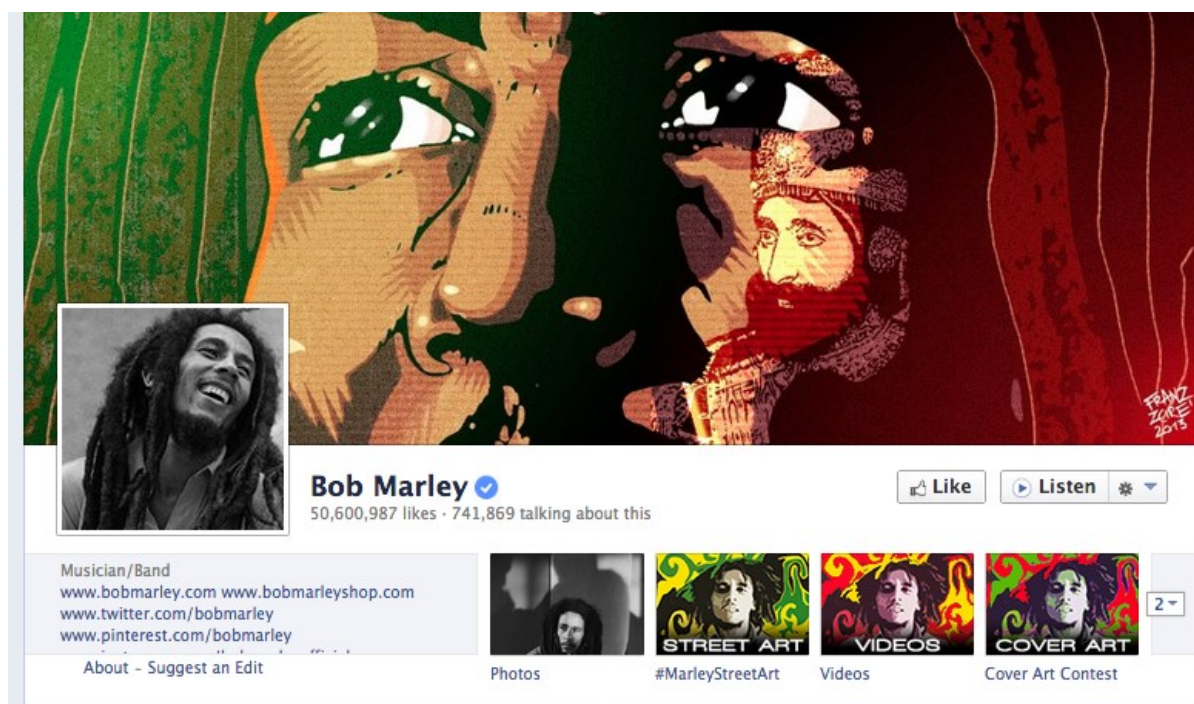 FRANZ
ZORE
2013
Bob Marley
50,600,987 likes · 741,869 talking about this
Like
Listen
Musician/Band
www.bobmarley.com www.bobmarleyshop.com
www.twitter.com/bobmarley
www.pinterest.com/bobmarley
About - Suggest an Edit
STREET ART
VIDEOS
COVER ART
2
Photos
#MarleyStreetArt
Videos
Cover Art Contest